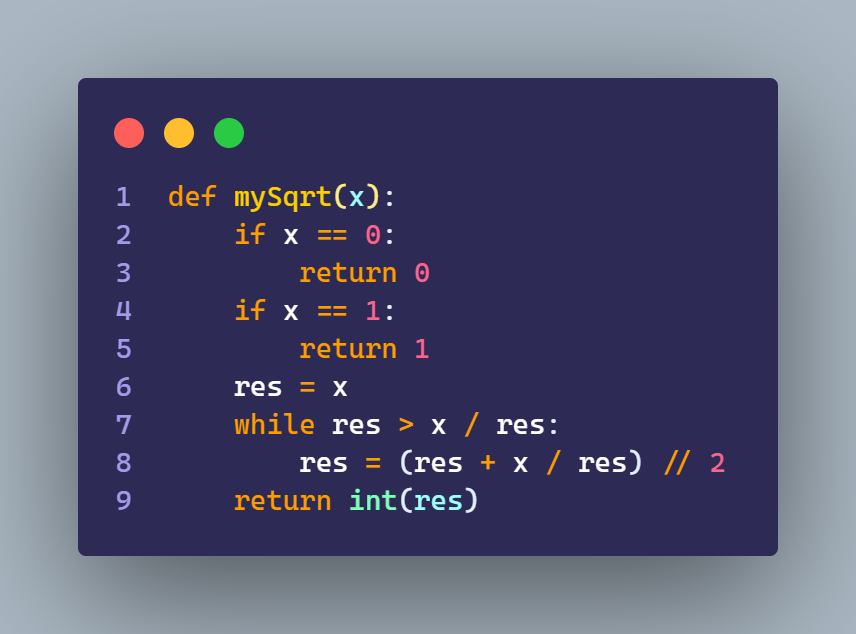 1 def mySqrt(x):
2     if x == 0:
3         return 0
4     if x == 1:
5         return 1
6     res = x
7     while res > x / res:
8         res = (res + x / res) // 2
9     return int(res)